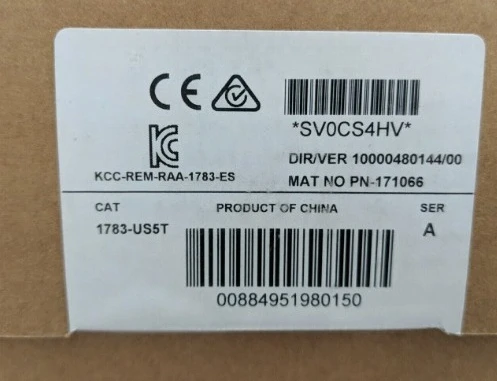 CE
*SV0CS4HV*
KC
DIR/VER 10000480144/00
KCC-REM-RAA-1783-ES
MAT NO PN-171066
CAT
PRODUCT OF CHINA
SER
1783-US5T
A
00884951980150